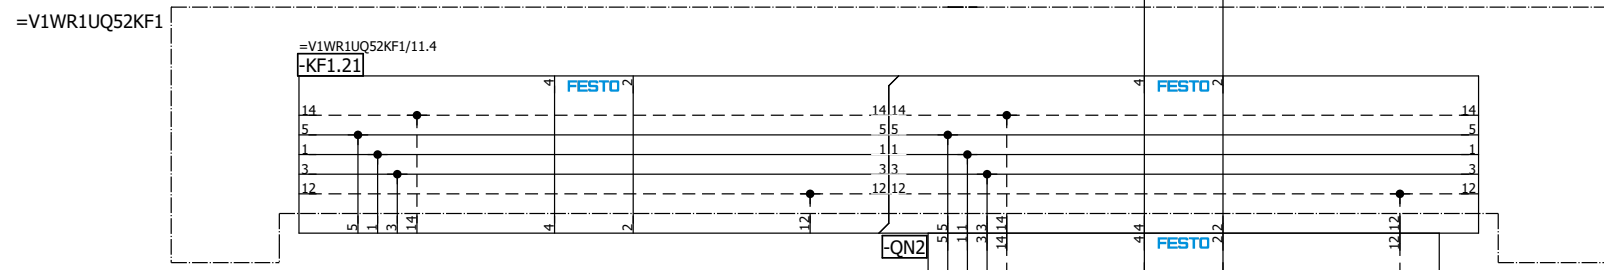 =V1WR1UQ52KF1
=V1WR1UQ52KF1/11.4
-KF1.21
4 FESTO 2 4 FESTO 2
14 14 14 14
5 5 5 5
1 1 1 1
3 3 3 3
12 12 12 12
5 1 3 14 4 2 12 5 1 3 14 4 2 12
-QN2 5 1 3 14 4 FESTO 2 12